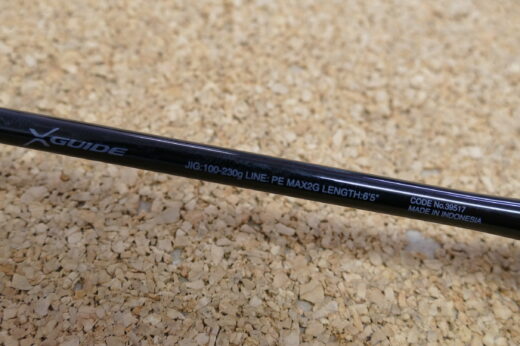 XGUIDE
JIG:100-230g LINE: PE MAX2G LENGTH:6'5"
CODE No.39517
MADE IN INDONESIA